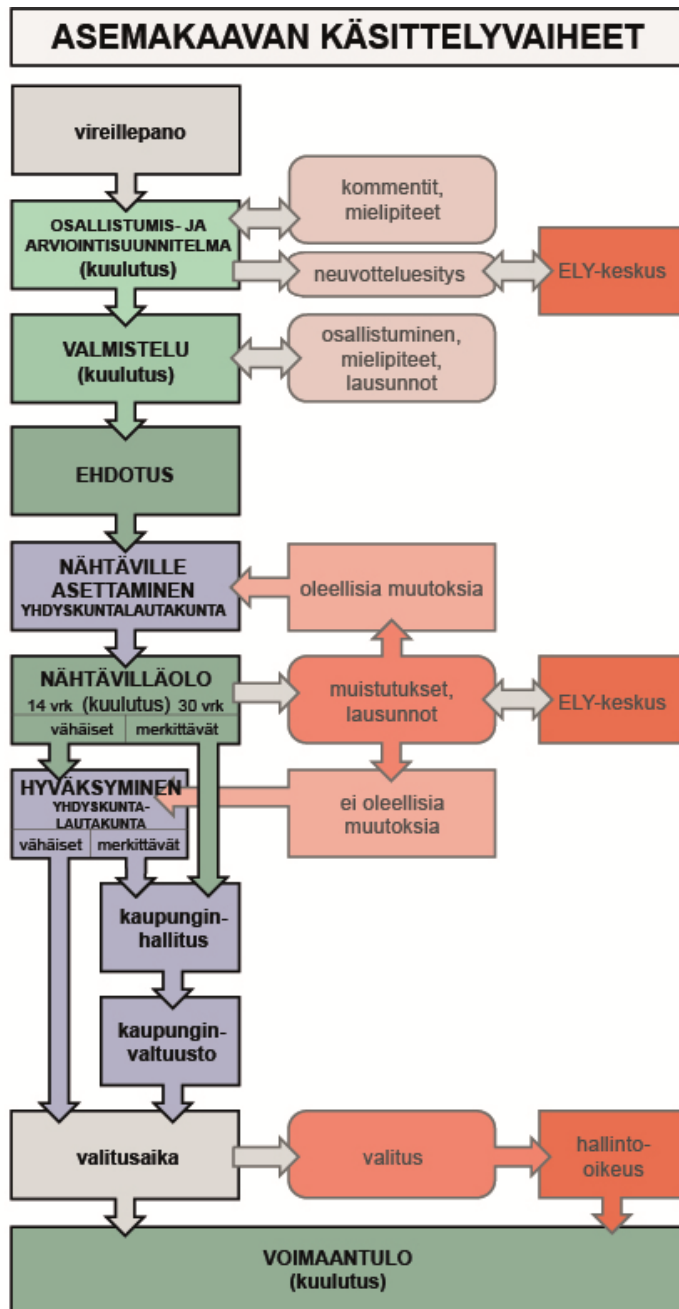 ASEMAKAAVAN KÄSITTELYVAIHEET
vireillepano
OSALLISTUMIS- JA
ARVIOINTISUUNNITELMA
(kuulutus)
kommentit,
mielipiteet
neuvotteluesitys
ELY-keskus
VALMISTELU
(kuulutus)
osallistuminen,
mielipiteet,
lausunnot
EHDOTUS
NÄHTÄVILLE
ASETTAMINEN
YHDYSKUNTALAUTAKUNTA
oleellisia muutoksia
NÄHTÄVILLÄOLO
14 vrk (kuulutus) 30 vrk
vähäiset merkittävät
muistutukset,
lausunnot
ELY-keskus
HYVÄKSYMINEN
YHDYSKUNTA-
LAUTAKUNTA
vähäiset merkittävät
ei oleellisia
muutoksia
kaupungin-
hallitus
kaupungin-
valtuusto
valitusaika
valitus
hallinto-
oikeus
VOIMAANTULO
(kuulutus)